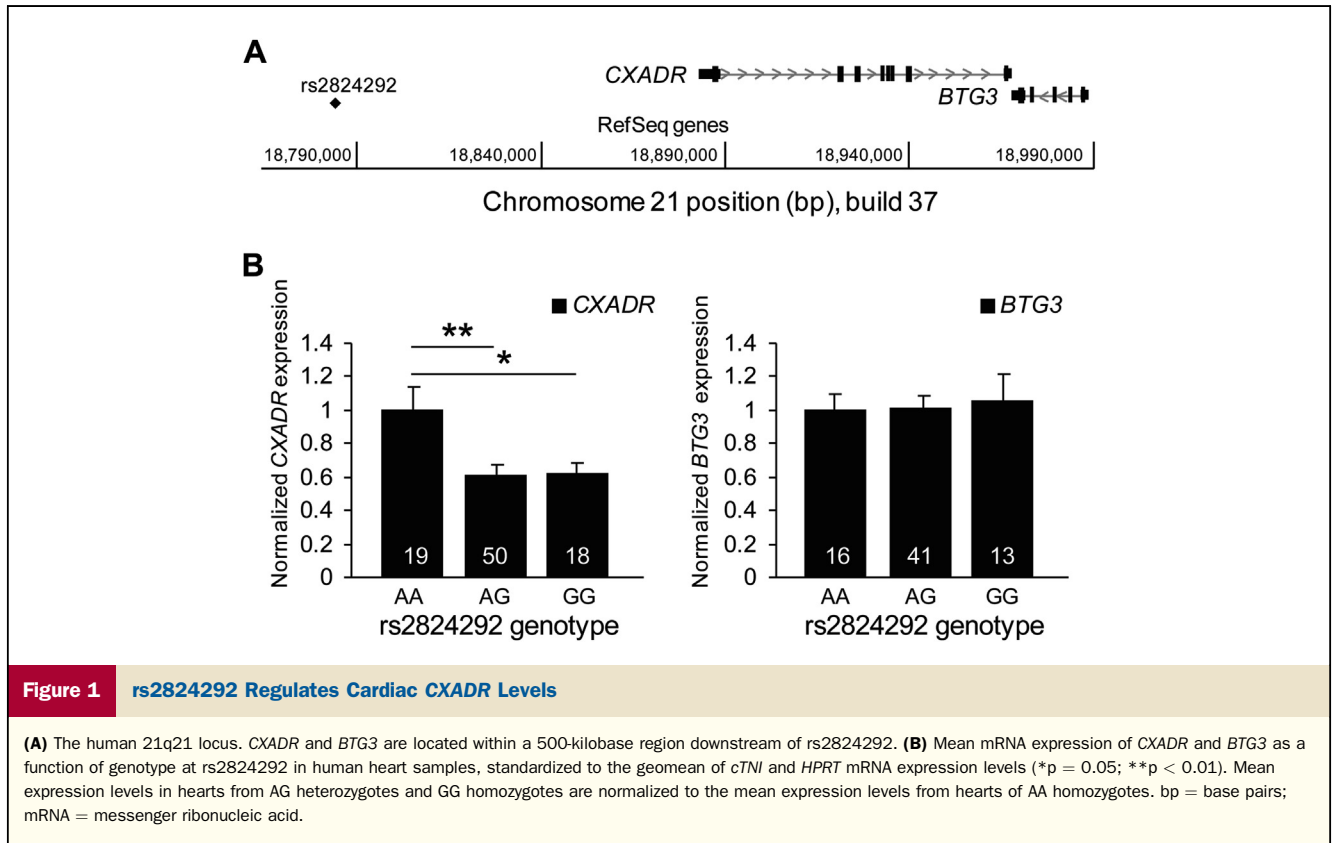 A
rs2824292
CXADR
BTG3
RefSeq genes
18,790,000 18,840,000 18,890,000 18,940,000 18,990,000
Chromosome 21 position (bp), build 37
B
Normalized CXADR expression
CXADR
**
*
1.4
1.2
1
0.8
0.6
0.4
0.2
0
19 50 18
AA AG GG
rs2824292 genotype
Normalized BTG3 expression
BTG3
1.4
1.2
1
0.8
0.6
0.4
0.2
0
16 41 13
AA AG GG
rs2824292 genotype
Figure 1 rs2824292 Regulates Cardiac CXADR Levels
(A) The human 21q21 locus. CXADR and BTG3 are located within a 500-kilobase region downstream of rs2824292. (B) Mean mRNA expression of CXADR and BTG3 as a
function of genotype at rs2824292 in human heart samples, standardized to the geomean of cTNI and HPRT mRNA expression levels (*p = 0.05; **p < 0.01). Mean
expression levels in hearts from AG heterozygotes and GG homozygotes are normalized to the mean expression levels from hearts of AA homozygotes. bp = base pairs;
mRNA = messenger ribonucleic acid.